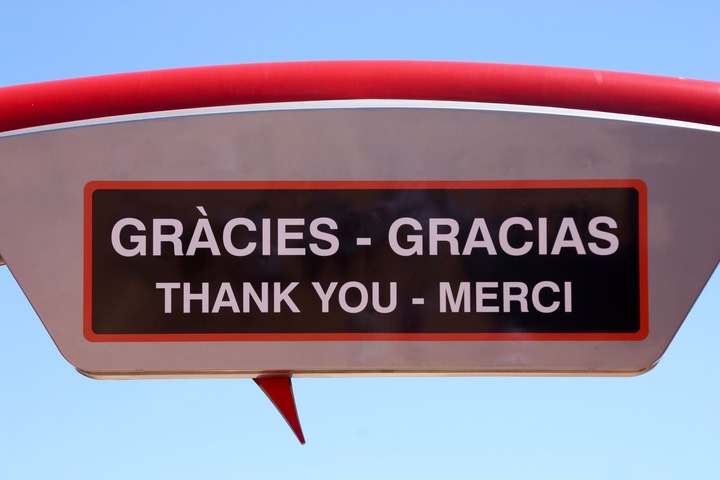 GRÀCIES - GRACIAS
THANK YOU - MERCI